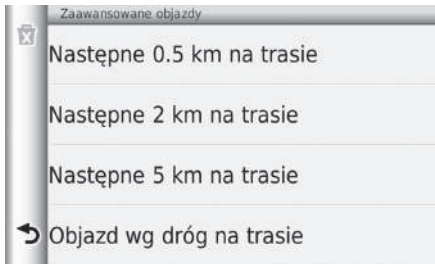 Zaawansowane objazdy
Następne 0.5 km na trasie
Następne 2 km na trasie
Następne 5 km na trasie
Objazd wg dróg na trasie